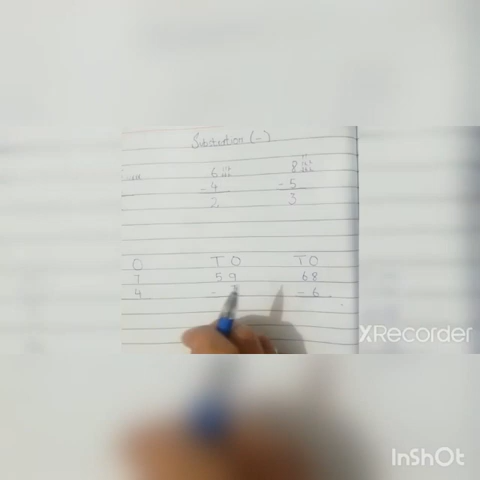 Subtraction (-)
6 8
- 4 - 5
2 3
O T O T O
7 5 9 6 8
4 - - 6
XRecorder
InShOt